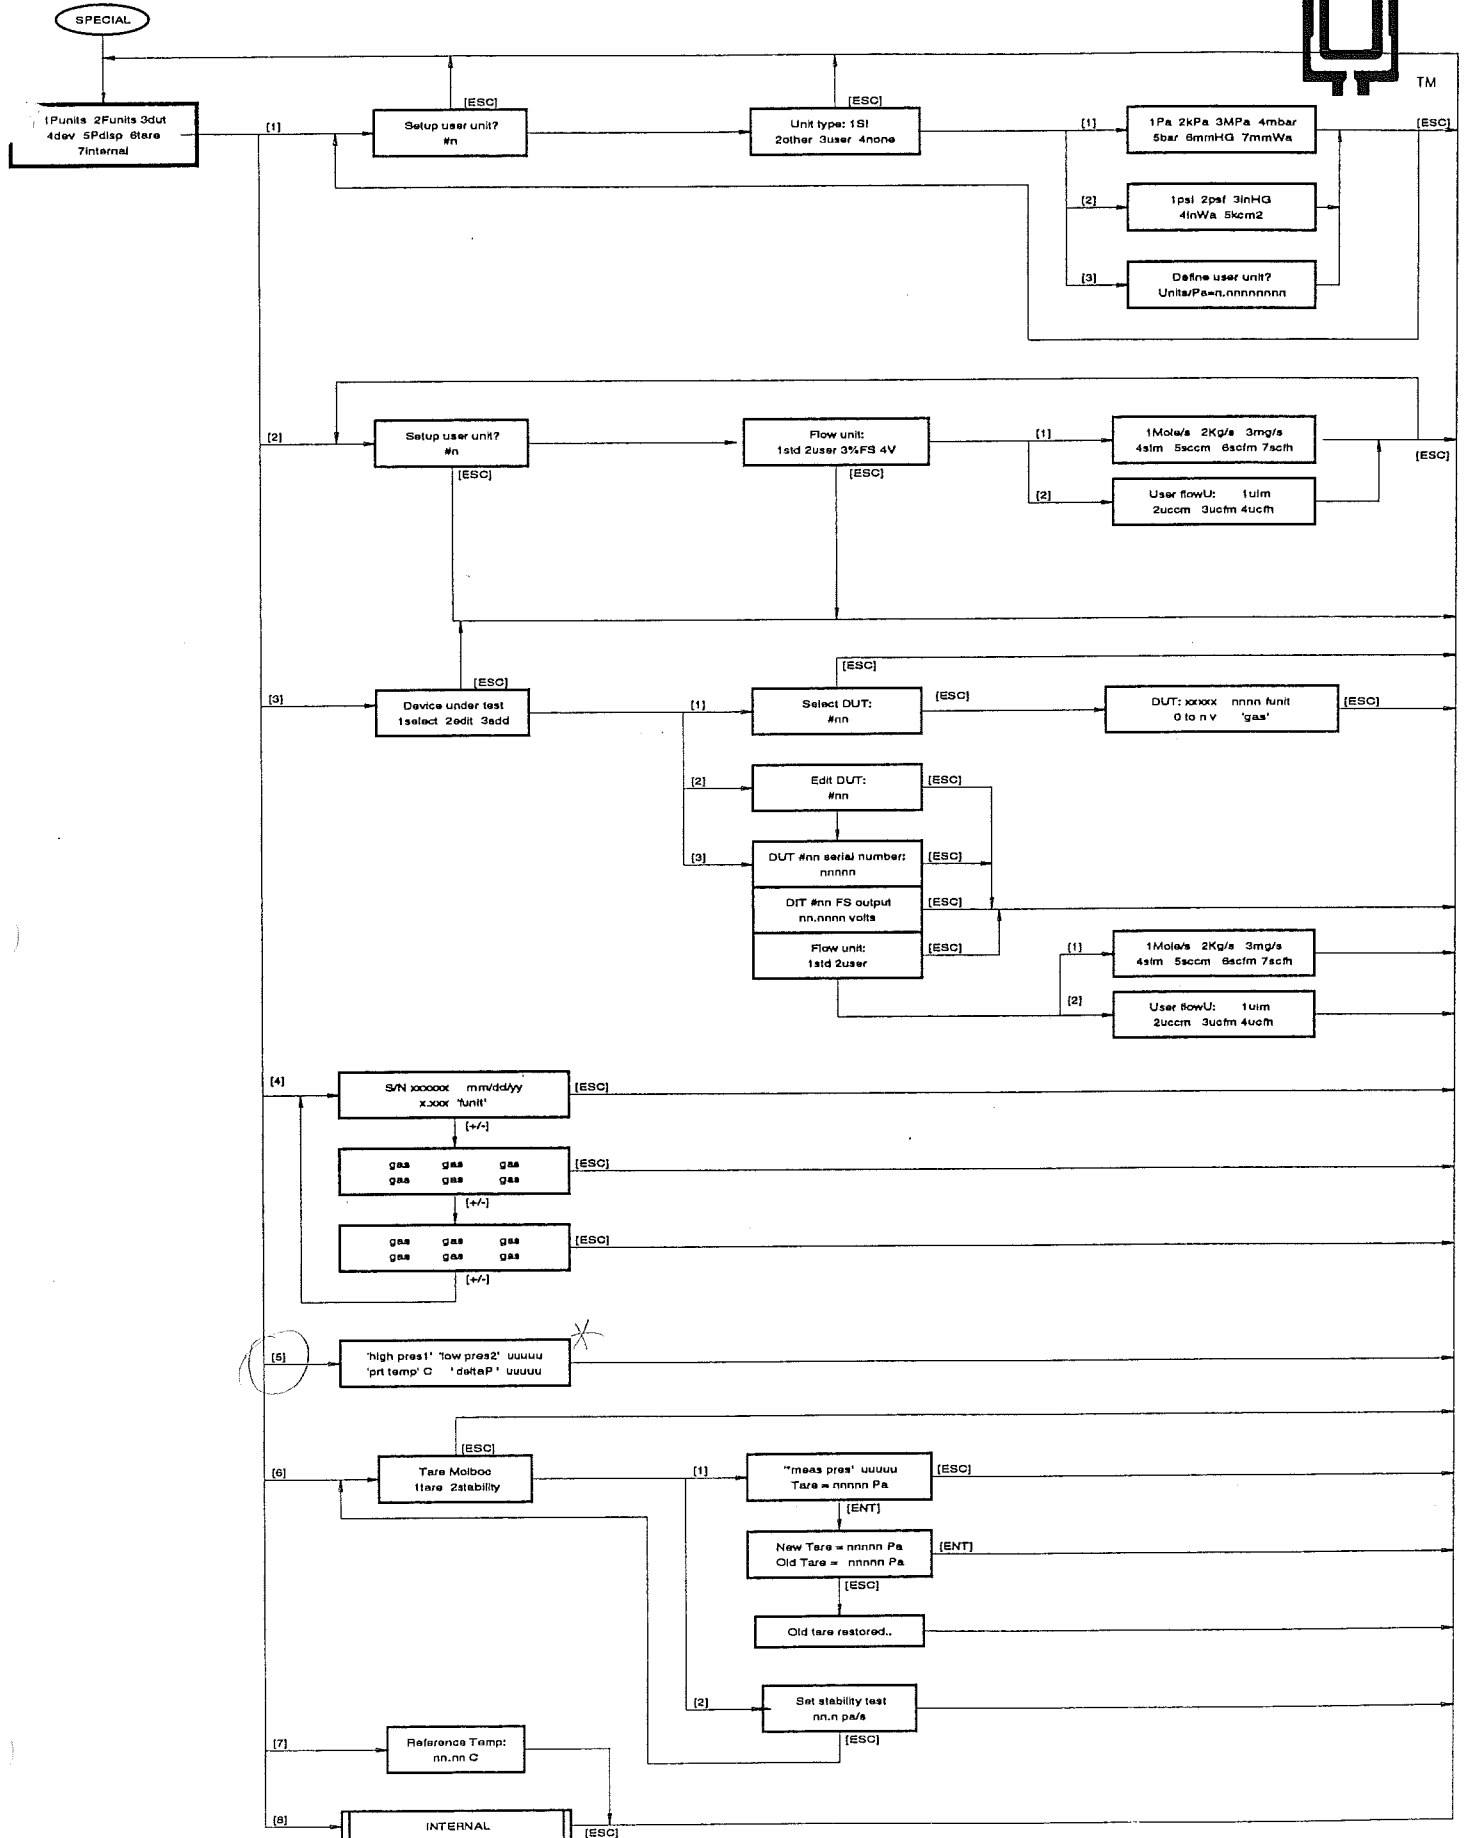 SPECIAL
TM
1Punits 2Funits 3dut
4dev 5Pdisp 6tare
7internal
[1]
[ESC]
Setup user unit?
#n
[ESC]
Unit type: 1SI
2other 3user 4none
[1]
1Pa 2kPa 3MPa 4mbar
5bar 6mmHG 7mmWa
[ESC]
[2]
1psi 2psf 3inHG
4inWa 5kcm2
[3]
Define user unit?
Units/Pa=n.nnnnnnnn
[2]
Setup user unit?
#n
[ESC]
Flow unit:
1std 2user 3%FS 4V
[ESC]
[1]
1Mole/s 2Kg/s 3mg/s
4slm 5sccm 6scfm 7scfh
[ESC]
[2]
User flowU: 1ulm
2uccm 3ucfm 4ucfh
[3]
[ESC]
Device under test
1select 2edit 3add
[1]
[ESC]
Select DUT:
#nn
[ESC]
DUT: xxxxx nnnn funit
0 to n v 'gas'
[ESC]
[2]
Edit DUT:
#nn
[ESC]
[3]
DUT #nn serial number:
nnnnn
[ESC]
DIT #nn FS output
nn.nnnn volts
[ESC]
Flow unit:
1std 2user
[ESC]
[1]
1Mole/s 2Kg/s 3mg/s
4slm 5sccm 6scfm 7scfh
[2]
User flowU: 1ulm
2uccm 3ucfm 4ucfh
[4]
S/N xxxxxx mm/dd/yy
x.xxx 'funit'
[ESC]
[+/-]
gas gas gas
gas gas gas
[ESC]
[+/-]
gas gas gas
gas gas gas
[ESC]
[+/-]
[5]
'high pres1' 'low pres2' uuuuu
'prt temp' C 'deltaP' uuuuu
[6]
[ESC]
Tare Molboc
1tare 2stability
[1]
'*meas pres' uuuuu
Tare = nnnnn Pa
[ESC]
[ENT]
New Tare = nnnnn Pa
Old Tare = nnnnn Pa
[ENT]
[ESC]
Old tare restored..
[2]
Set stability test
nn.n pa/s
[ESC]
[7]
Reference Temp:
nn.nn C
[8]
INTERNAL
[ESC]